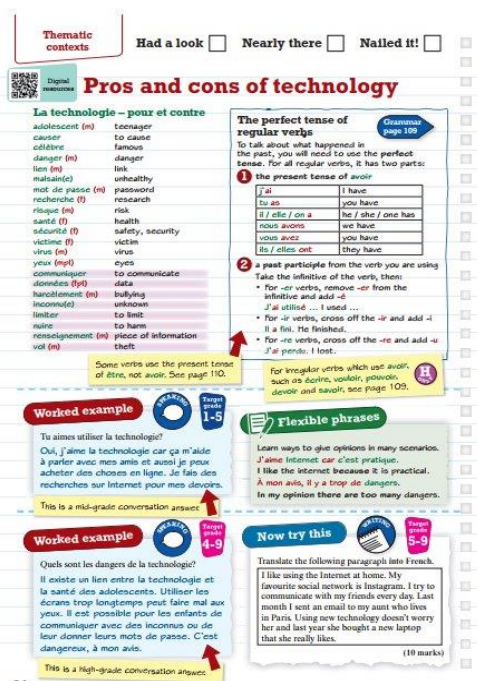 Thematic
contexts
Had a look
Nearly there
Nailed it!
Digital
resources
Pros and cons of technology
La technologie – pour et contre
adolescent (m) teenager
causer to cause
célèbre famous
danger (m) danger
lien (m) link
malsain(e) unhealthy
mot de passe (m) password
recherche (f) research
risque (m) risk
santé (f) health
sécurité (f) safety, security
victime (f) victim
virus (m) virus
yeux (mpl) eyes
communiquer to communicate
données (fpl) data
harcèlement (m) bullying
inconnu(e) unknown
limiter to limit
nuire to harm
renseignement (m) piece of information
vol (m) theft
Some verbs use the present tense
of être, not avoir. See page 110.
The perfect tense of
regular verbs
Grammar
page 109
To talk about what happened in
the past, you will need to use the perfect
tense. For all regular verbs, it has two parts:
1 the present tense of avoir
j'ai I have
tu as you have
il / elle / on a he / she / one has
nous avons we have
vous avez you have
ils / elles ont they have
2 a past participle from the verb you are using
Take the infinitive of the verb, then:
• For -er verbs, remove -er from the
infinitive and add -é
J'ai utilisé ... I used ...
• For -ir verbs, cross off the -ir and add -i
Il a fini. He finished.
• For -re verbs, cross off the -re and add -u
J'ai perdu. I lost.
For irregular verbs which use avoir,
such as écrire, vouloir, pouvoir,
devoir and savoir, see page 109.
H
Worked example
SPEAKING
Target
grade
1-5
Tu aimes utiliser la technologie?
Oui, j'aime la technologie car ça m'aide
à parler avec mes amis et aussi je peux
acheter des choses en ligne. Je fais des
recherches sur Internet pour mes devoirs.
This is a mid-grade conversation answer.
Flexible phrases
Learn ways to give opinions in many scenarios.
J'aime Internet car c'est pratique.
I like the internet because it is practical.
À mon avis, il y a trop de dangers.
In my opinion there are too many dangers.
Worked example
SPEAKING
Target
grade
4-9
Quels sont les dangers de la technologie?
Il existe un lien entre la technologie et
la santé des adolescents. Utiliser les
écrans trop longtemps peut faire mal aux
yeux. Il est possible pour les enfants de
communiquer avec des inconnus ou de
leur donner leurs mots de passe. C'est
dangereux, à mon avis.
This is a high-grade conversation answer.
Now try this
WRITING
Target
grade
5-9
Translate the following paragraph into French.
I like using the Internet at home. My
favourite social network is Instagram. I try to
communicate with my friends every day. Last
month I sent an email to my aunt who lives
in Paris. Using new technology doesn't worry
her and last year she bought a new laptop
that she really likes.
(10 marks)